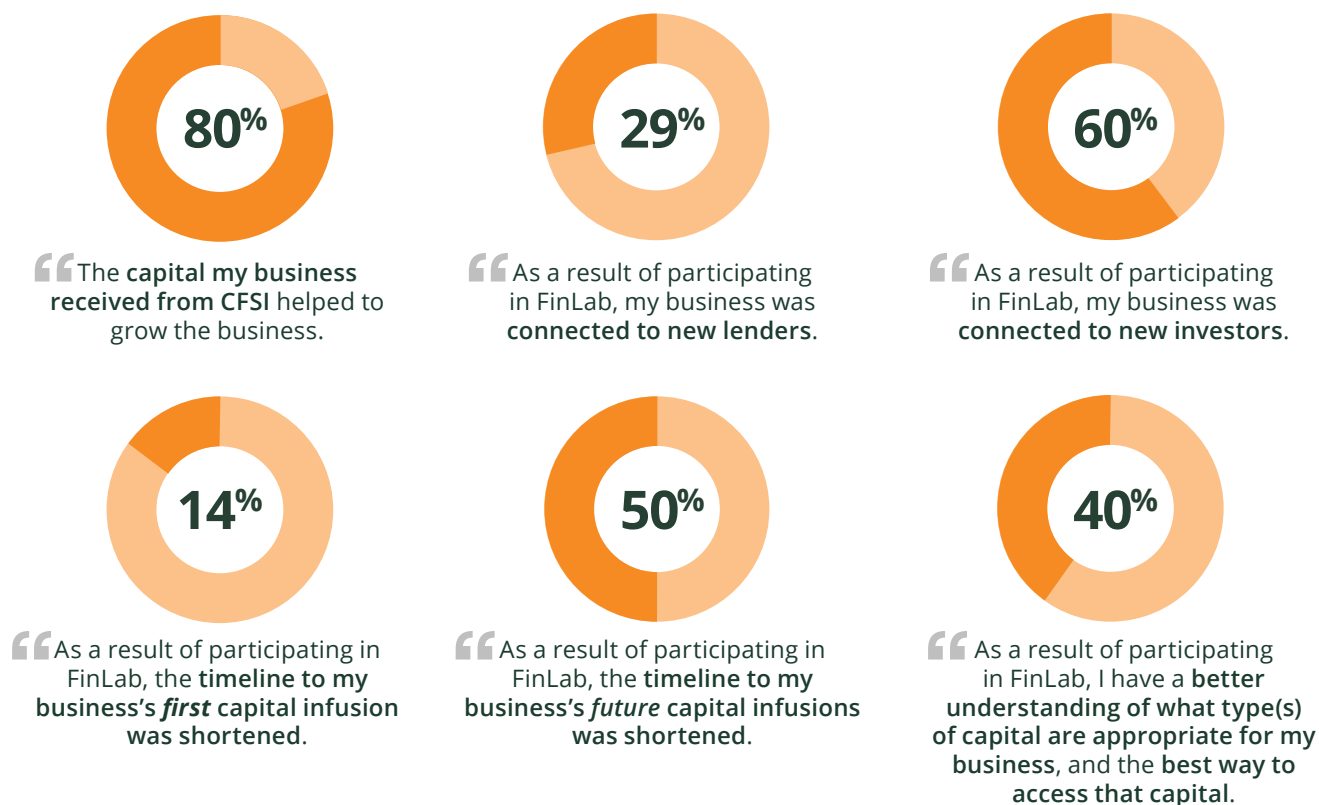 80%
“The capital my business
received from CFSI helped to
grow the business.
29%
“As a result of participating
in FinLab, my business was
connected to new lenders.
60%
“As a result of participating
in FinLab, my business was
connected to new investors.
14%
“As a result of participating in
FinLab, the timeline to my
business’s first capital infusion
was shortened.
50%
“As a result of participating in
FinLab, the timeline to my
business’s future capital infusions
was shortened.
40%
“As a result of participating
in FinLab, I have a better
understanding of what type(s)
of capital are appropriate for my
business, and the best way to
access that capital.